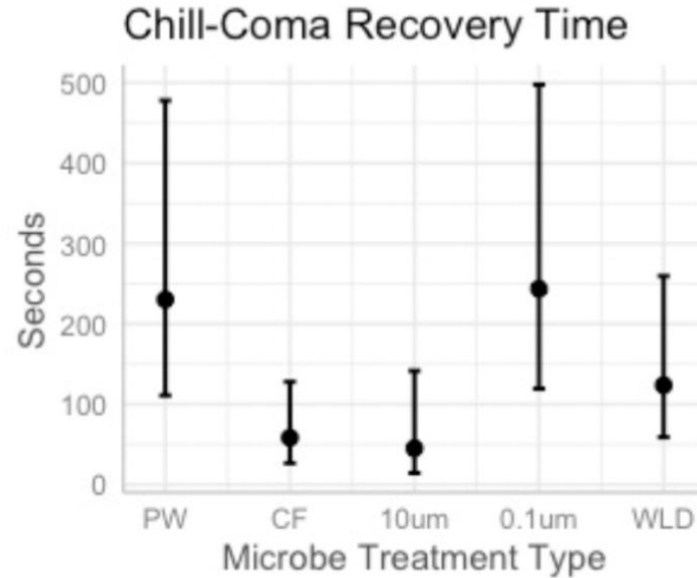 Chill-Coma Recovery Time
500
400
300
200
100
0
Seconds
PW CF 10um 0.1um WLD
Microbe Treatment Type